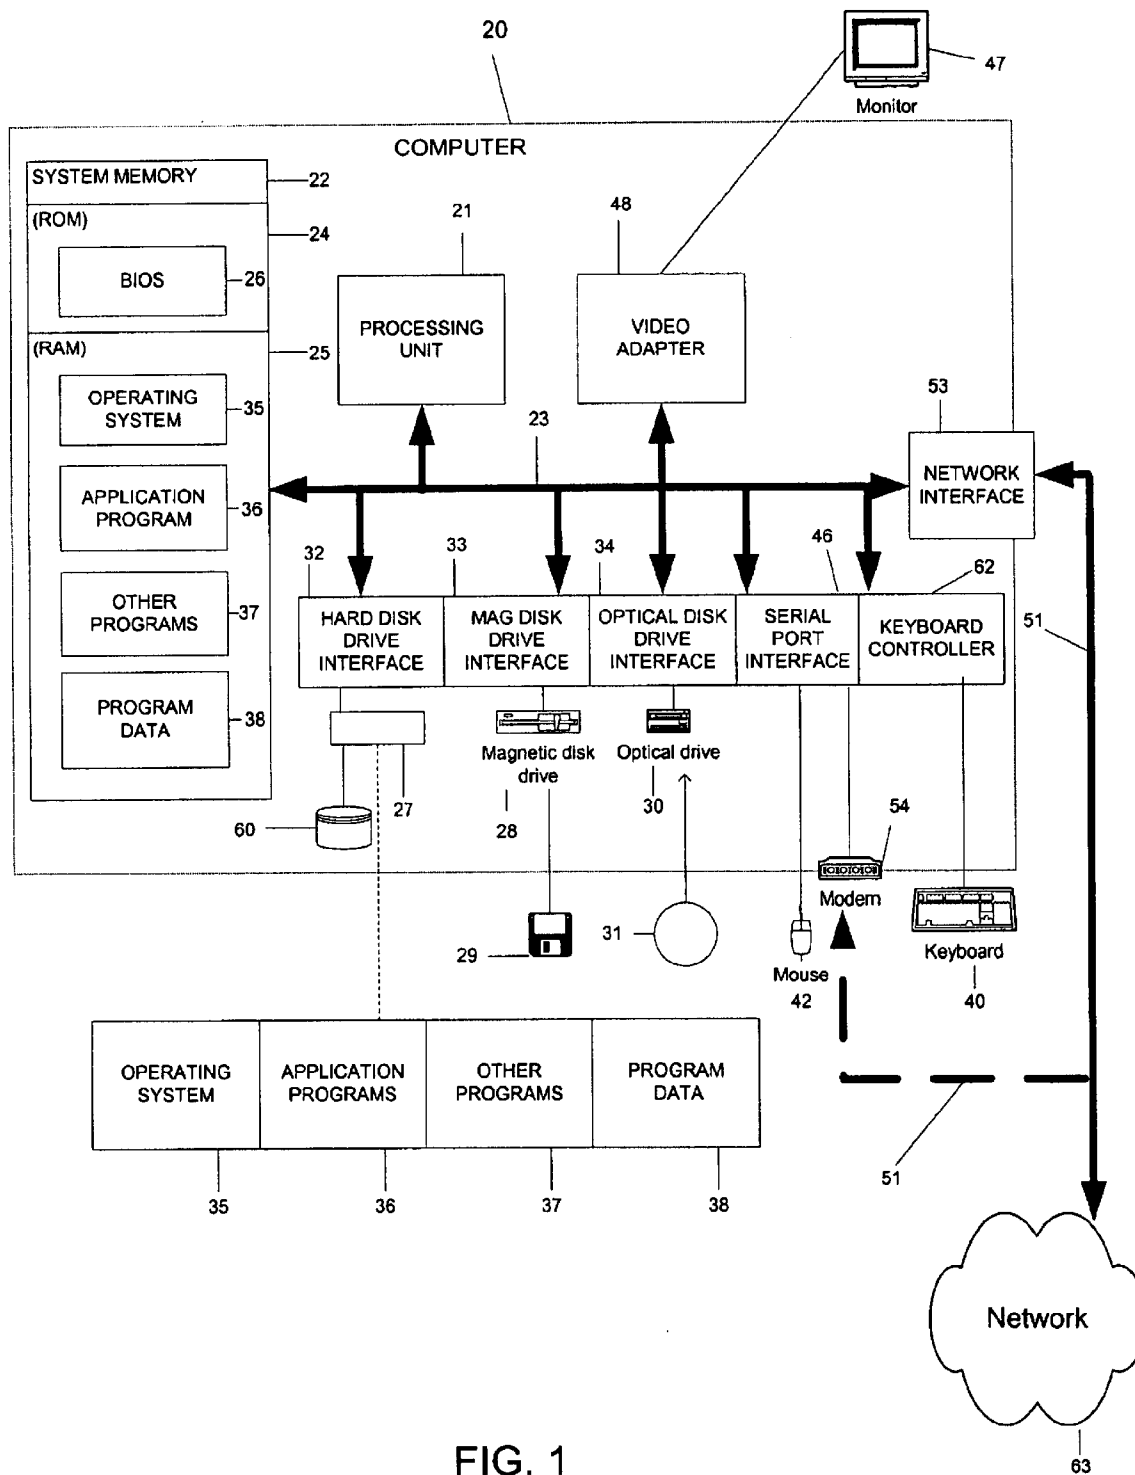 20
47
Monitor
COMPUTER
SYSTEM MEMORY
22
(ROM)
24
BIOS
26
(RAM)
25
OPERATING
SYSTEM
35
APPLICATION
PROGRAM
36
OTHER
PROGRAMS
37
PROGRAM
DATA
38
21
PROCESSING
UNIT
48
VIDEO
ADAPTER
23
53
NETWORK
INTERFACE
32
HARD DISK
DRIVE
INTERFACE
33
MAG DISK
DRIVE
INTERFACE
34
OPTICAL DISK
DRIVE
INTERFACE
46
SERIAL
PORT
INTERFACE
62
KEYBOARD
CONTROLLER
51
27
60
Magnetic disk
drive
28
Optical drive
30
54
Modem
29
31
Mouse
42
Keyboard
40
OPERATING
SYSTEM
APPLICATION
PROGRAMS
OTHER
PROGRAMS
PROGRAM
DATA
35
36
37
38
51
Network
63
FIG. 1